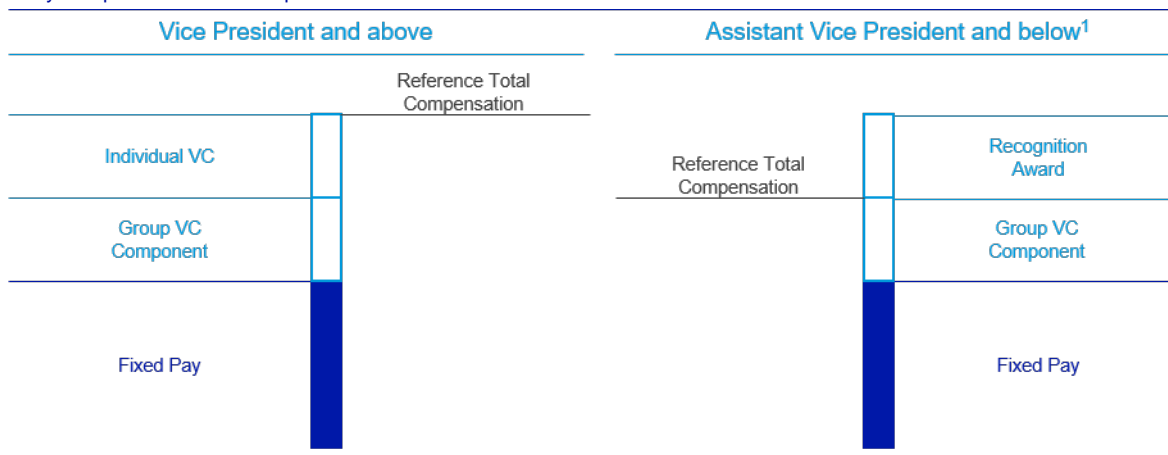 Vice President and above
Reference Total
Compensation
Individual VC
Group VC
Component
Fixed Pay
Assistant Vice President and below1
Reference Total
Compensation
Recognition
Award
Group VC
Component
Fixed Pay